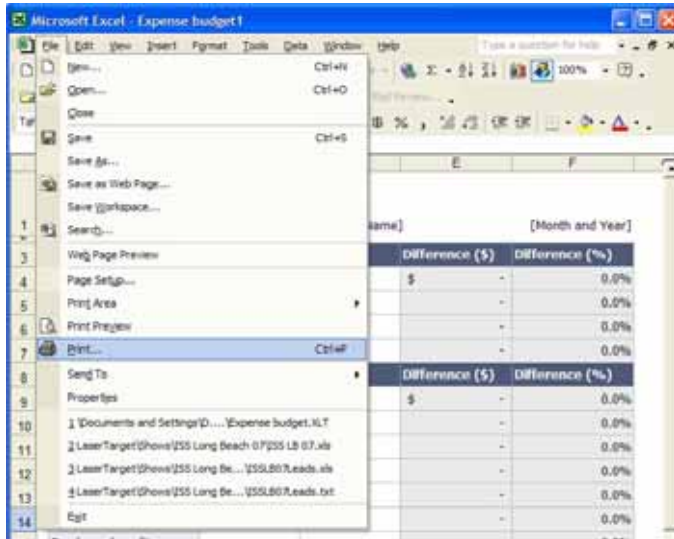 Microsoft Excel - Expense budget1
File Edit View Insert Format Tools Data Window Help Type a question for help
New... Ctrl+N
Open... Ctrl+O
100%
Close
Save Ctrl+S
% ,
Save As...
Save as Web Page...
E F
Save Workspace...
1 Search... Name] [Month and Year]
3 Web Page Preview Difference ($) Difference (%)
4 Page Setup... $ - 0.0%
5 Print Area - 0.0%
6 Print Preview - 0.0%
7 Print... Ctrl+P - 0.0%
8 Send To Difference ($) Difference (%)
9 Properties $ - 0.0%
10 1 \Documents and Settings\D...\Expense budget.XLT - 0.0%
11 2 LaserTarget\Shows\ISS Long Beach 07\ISS LB 07.xls - 0.0%
12 3 LaserTarget\Shows\ISS Long Be...\ISSLB07Leads.xls - 0.0%
13 4 LaserTarget\Shows\ISS Long Be...\ISSLB07Leads.txt - 0.0%
14 Exit - 0.0%